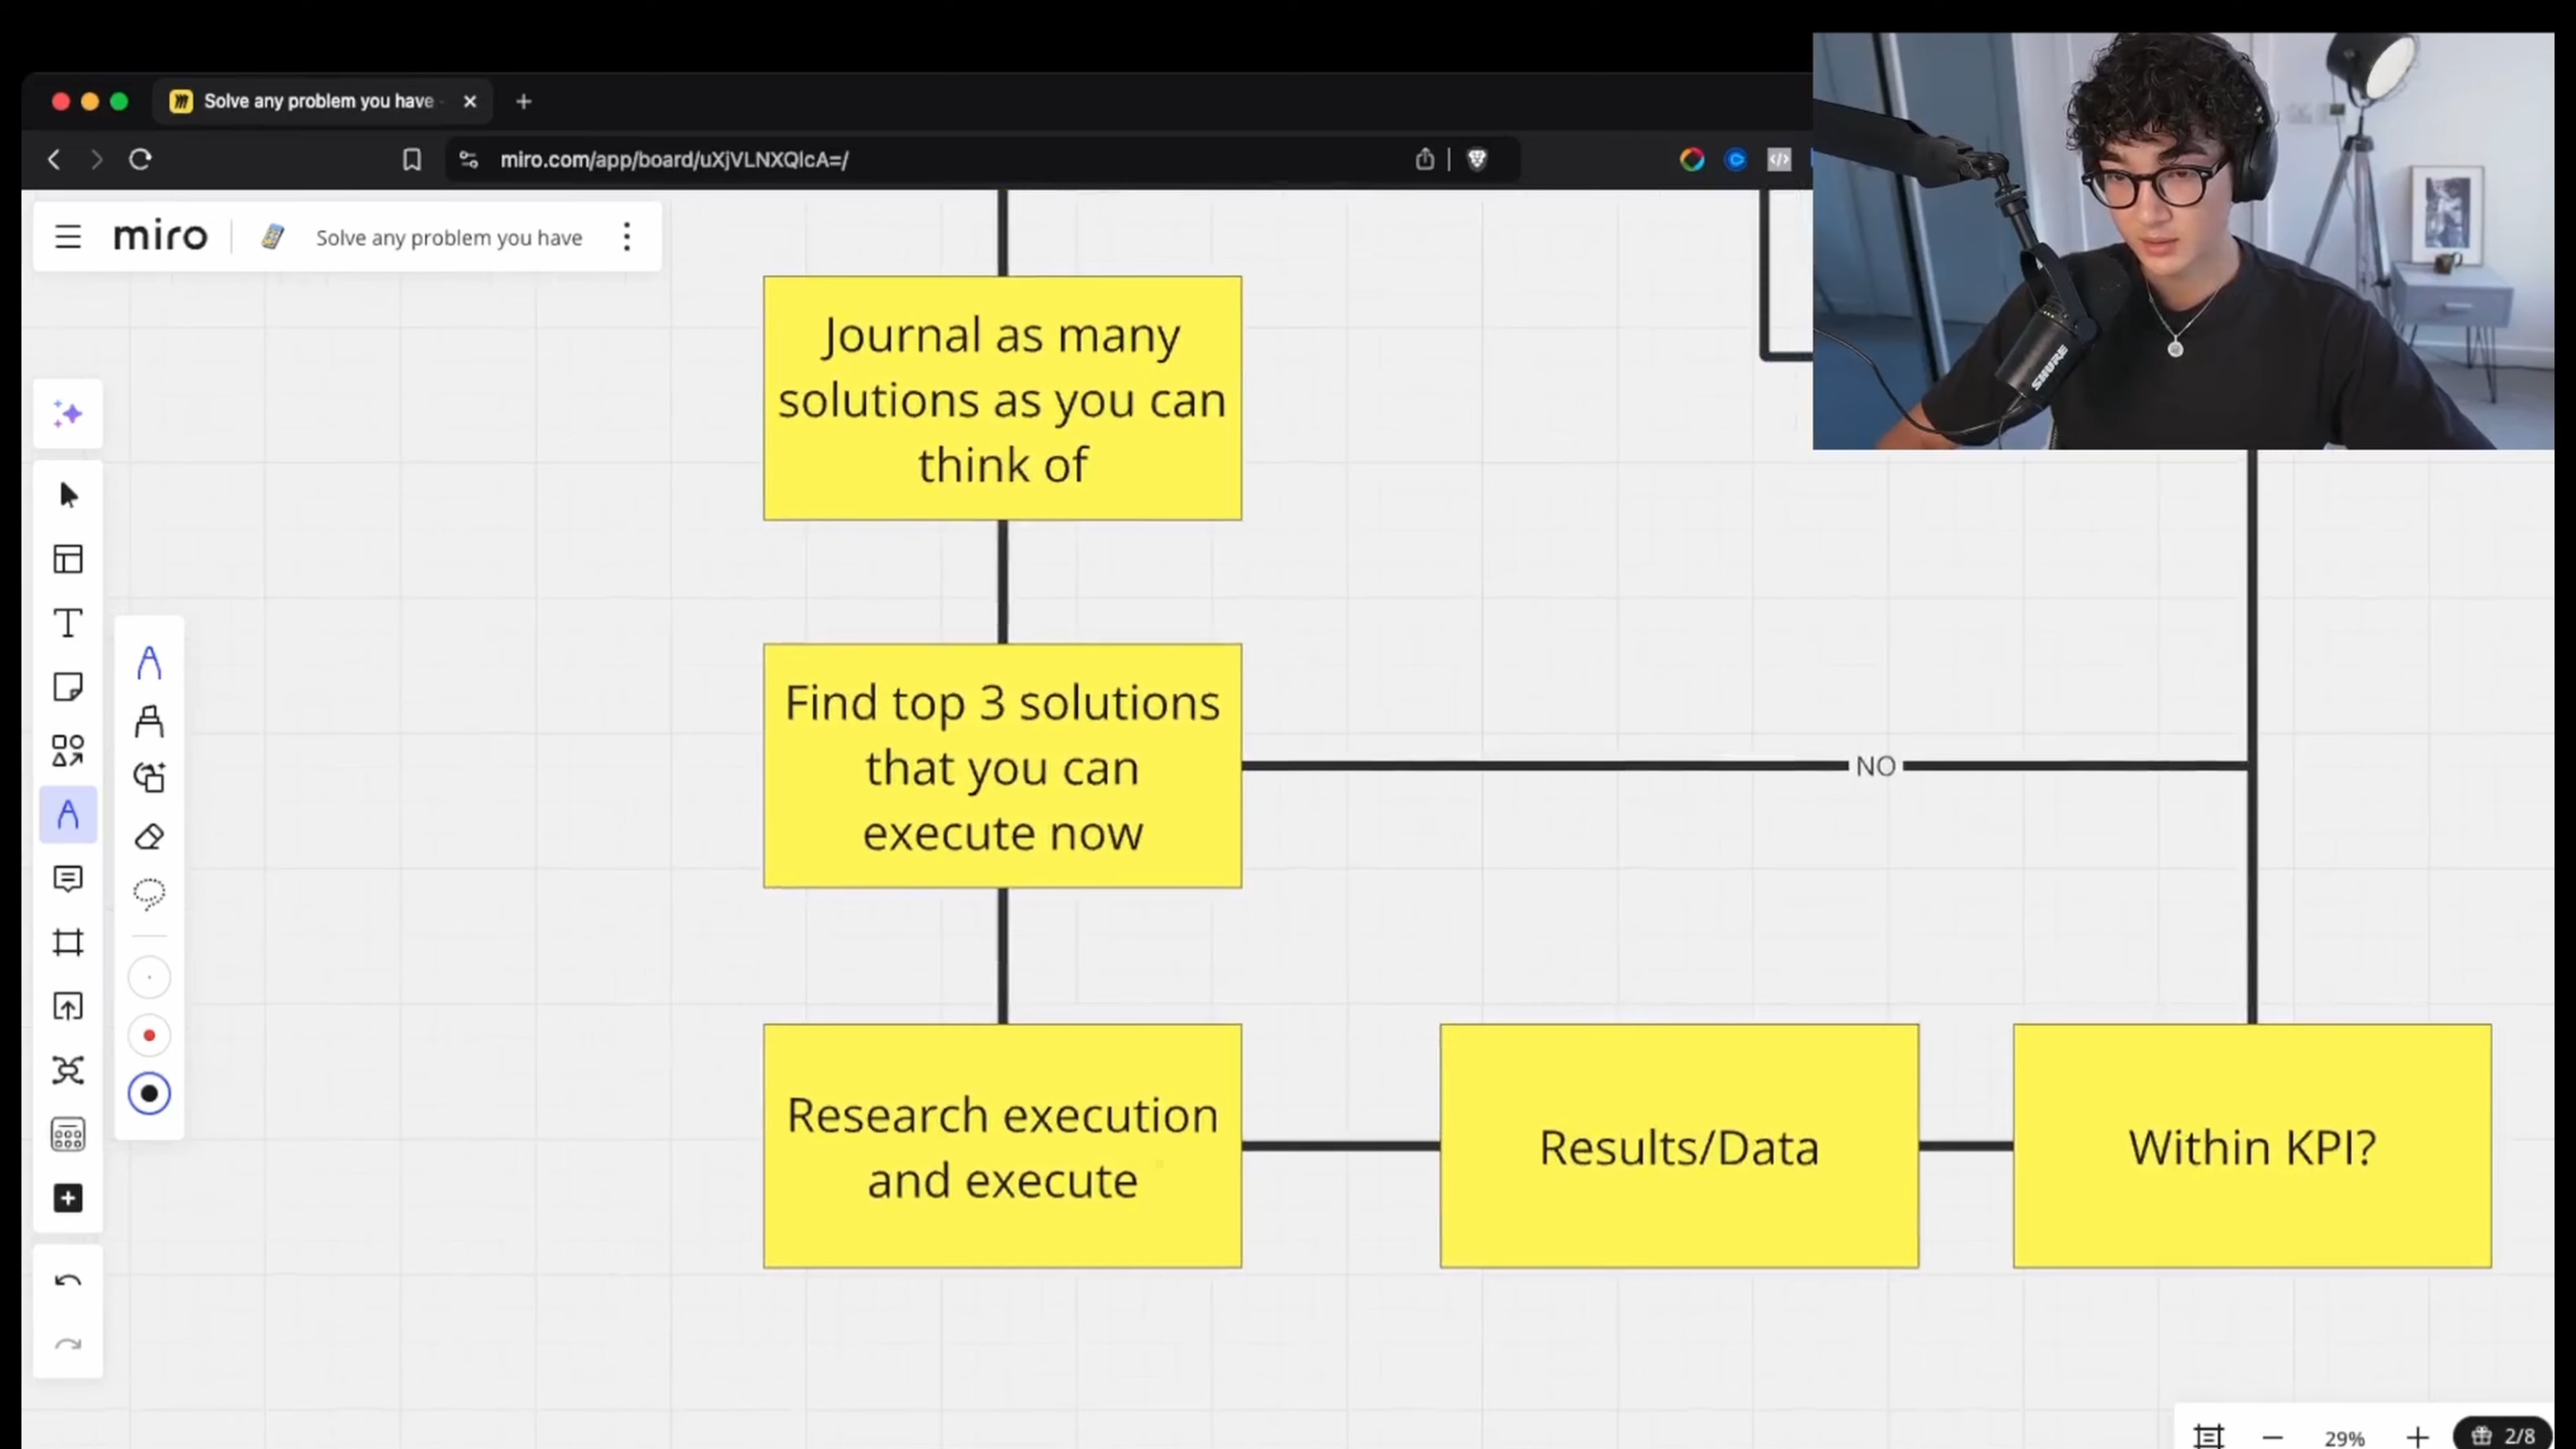 Solve any problem you have
miro.com/app/board/uXjVLNXQlcA=/
miro
Solve any problem you have
Journal as many
solutions as you can
think of
Find top 3 solutions
that you can
execute now
NO
Research execution
and execute
Results/Data
Within KPI?
SHURE
29%
2/8